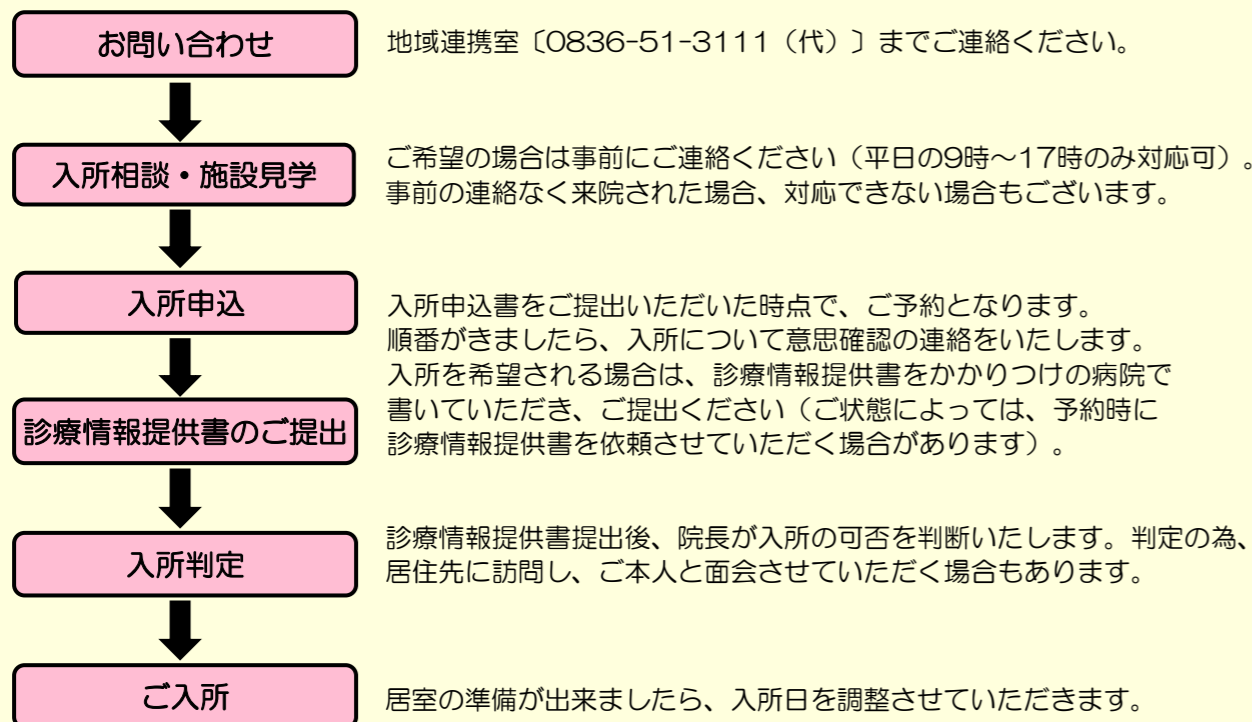 お問い合わせ
地域連携室〔0836-51-3111（代）〕までご連絡ください。
入所相談・施設見学
ご希望の場合は事前にご連絡ください（平日の9時～17時のみ対応可）。
事前の連絡なく来院された場合、対応できない場合もございます。
入所申込
入所申込書をご提出いただいた時点で、ご予約となります。
順番がきましたら、入所について意思確認の連絡をいたします。
入所を希望される場合は、診療情報提供書をかかりつけの病院で
書いていただき、ご提出ください（ご状態によっては、予約時に
診療情報提供書を依頼させていただく場合があります）。
診療情報提供書のご提出
入所判定
診療情報提供書提出後、院長が入所の可否を判断いたします。判定の為、
居住先に訪問し、ご本人と面会させていただく場合もあります。
ご入所
居室の準備が出来ましたら、入所日を調整させていただきます。